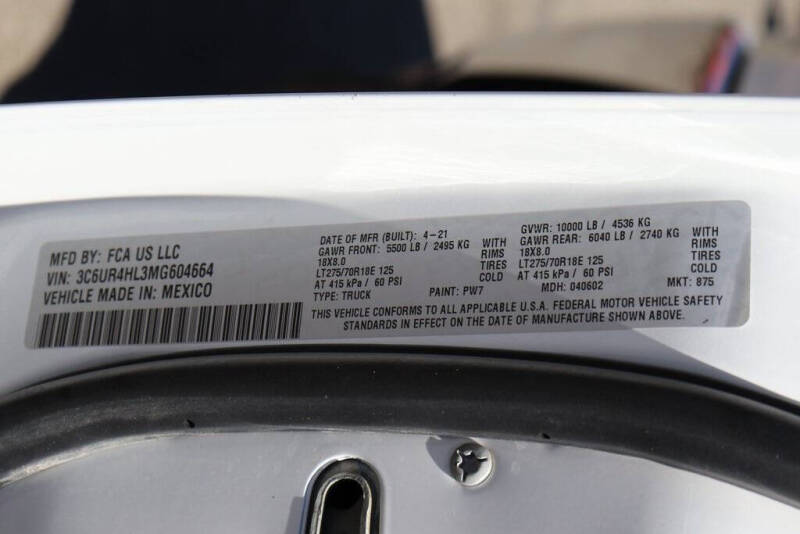 MFD BY: FCA US LLC
VIN: 3C6UR4HL3MG604664
VEHICLE MADE IN: MEXICO
DATE OF MFR (BUILT): 4-21
GAWR FRONT: 5500 LB / 2495 KG WITH
18X8.0 RIMS
LT275/70R18E 125 TIRES
AT 415 kPa / 60 PSI COLD
TYPE: TRUCK PAINT: PW7
GVWR: 10000 LB / 4536 KG
GAWR REAR: 6040 LB / 2740 KG WITH
18X8.0 RIMS
LT275/70R18E 125 TIRES
AT 415 kPa / 60 PSI COLD
MDH: 040602 MKT: 875
THIS VEHICLE CONFORMS TO ALL APPLICABLE U.S.A. FEDERAL MOTOR VEHICLE SAFETY
STANDARDS IN EFFECT ON THE DATE OF MANUFACTURE SHOWN ABOVE.